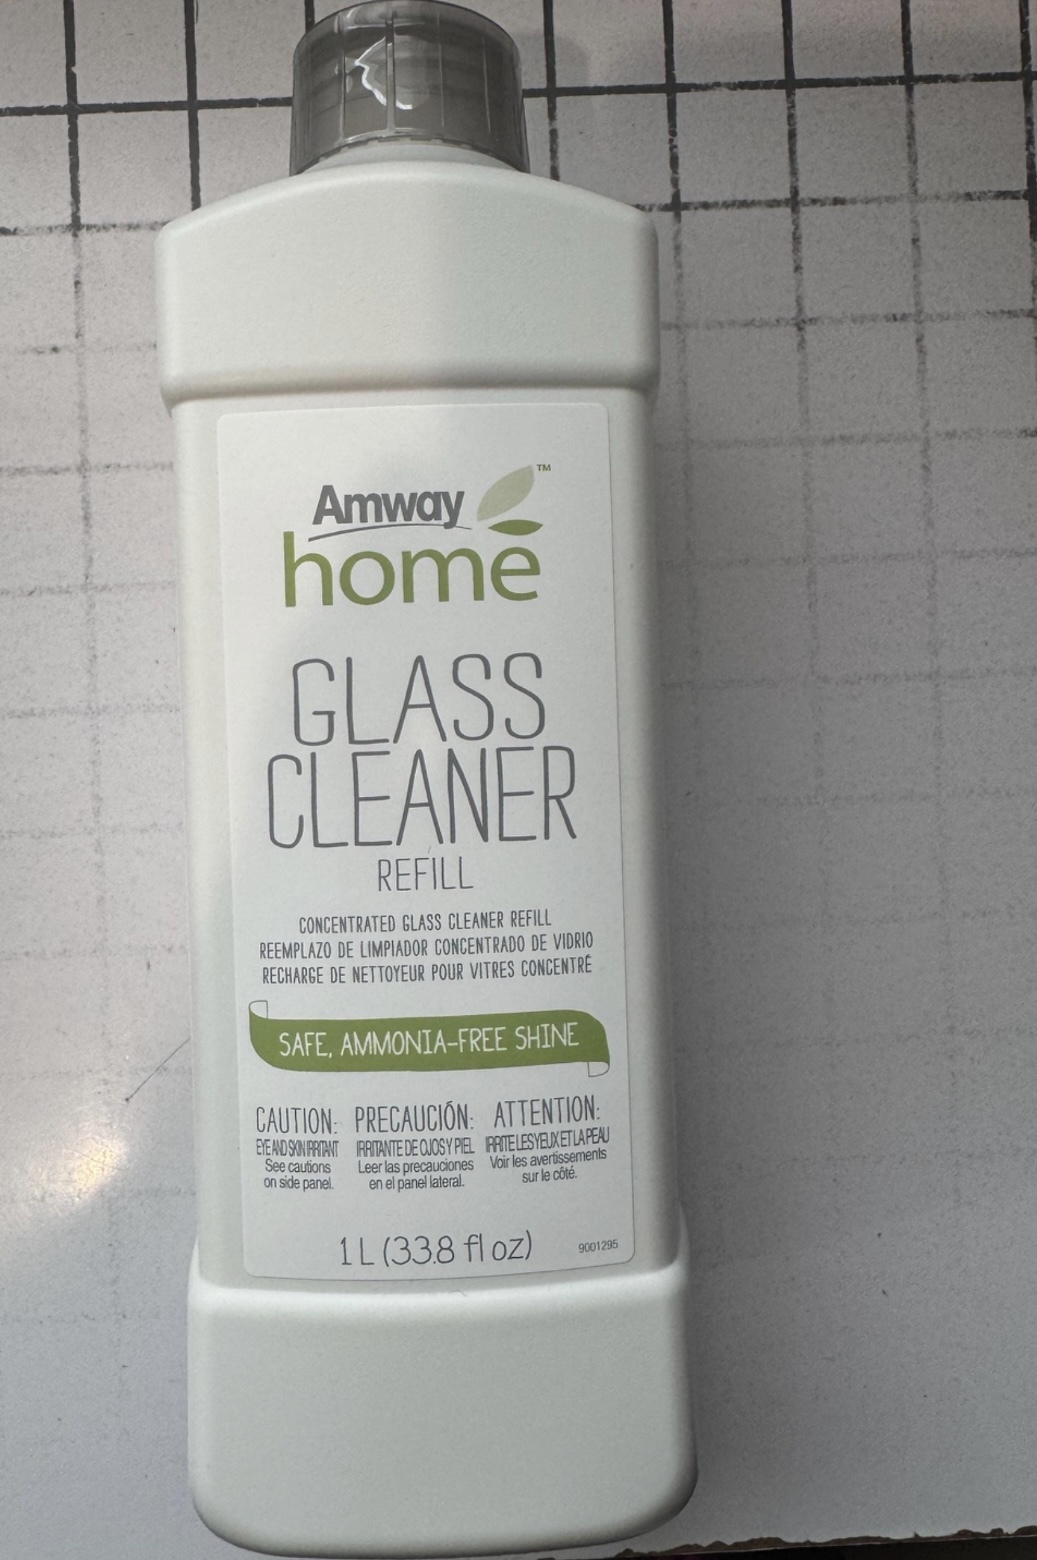 Amway ™
home
GLASS
CLEANER
REFILL
CONCENTRATED GLASS CLEANER REFILL
REEMPLAZO DE LIMPIADOR CONCENTRADO DE VIDRIO
RECHARGE DE NETTOYEUR POUR VITRES CONCENTRÉ
SAFE, AMMONIA-FREE SHINE
CAUTION:
EYE AND SKIN IRRITANT
See cautions
on side panel.
PRECAUCIÓN:
IRRITANTE DE OJOS Y PIEL
Leer las precauciones
en el panel lateral.
ATTENTION:
IRRITE LES YEUX ET LA PEAU
Voir les avertissements
sur le côté.
1 L (33.8 fl oz)
9001295